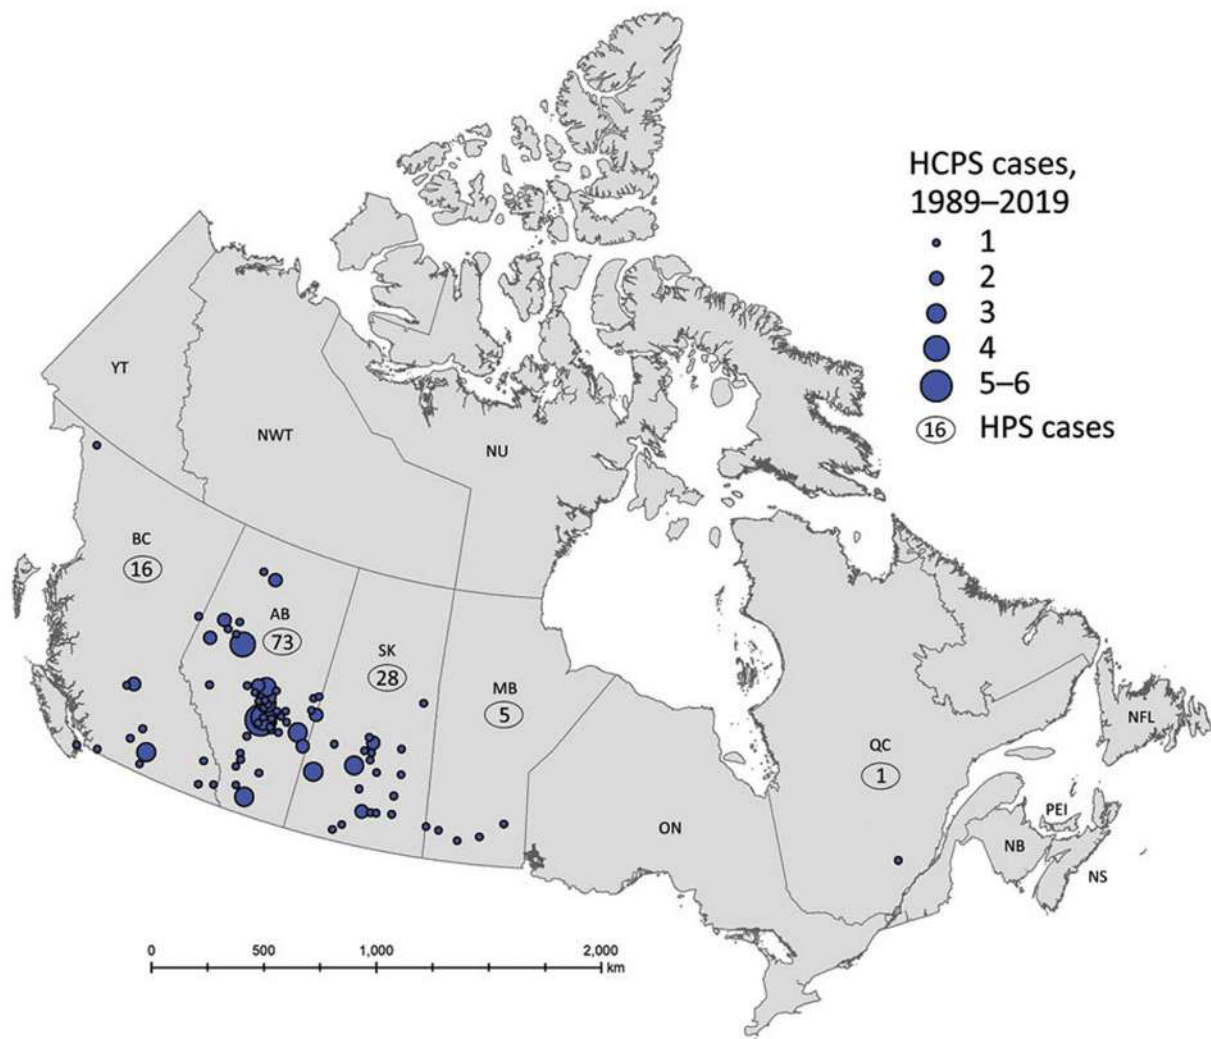 HCPS cases,
1989–2019
1
2
3
4
5–6
16 HPS cases
YT
NWT
NU
BC
16
AB
73
SK
28
MB
5
ON
QC
1
NFL
PEI
NB
NS
0 500 1,000 2,000
km